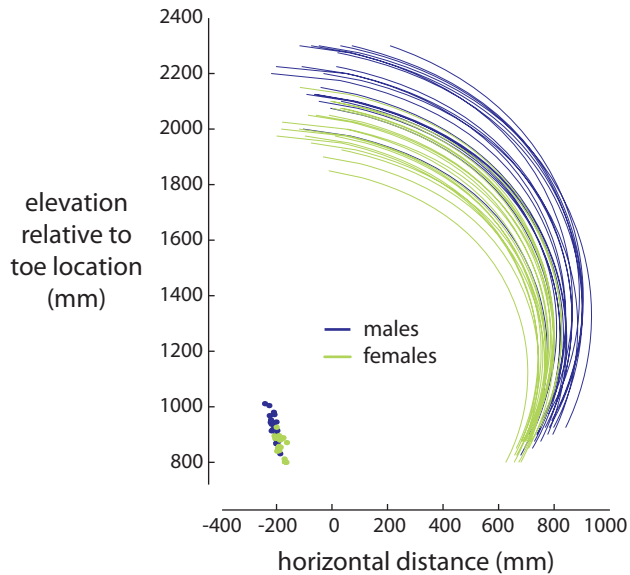 2400
2200
2000
1800
1600
1400
1200
1000
800
elevation
relative to
toe location
(mm)
males
females
-400 -200 0 200 400 600 800 1000
horizontal distance (mm)